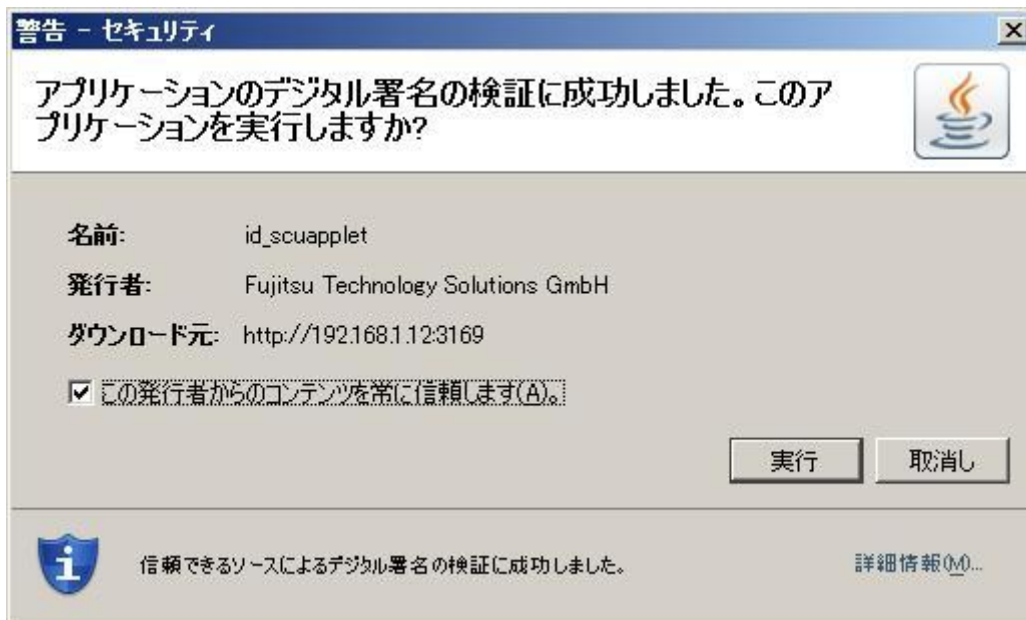 警告 - セキュリティ
アプリケーションのデジタル署名の検証に成功しました。このア
プリケーションを実行しますか?
名前: id_scuapplet
発行者: Fujitsu Technology Solutions GmbH
ダウンロード元: http://192.168.1.12:3169
この発行者からのコンテンツを常に信頼します(A)。
実行 取消し
信頼できるソースによるデジタル署名の検証に成功しました。 詳細情報(M)...